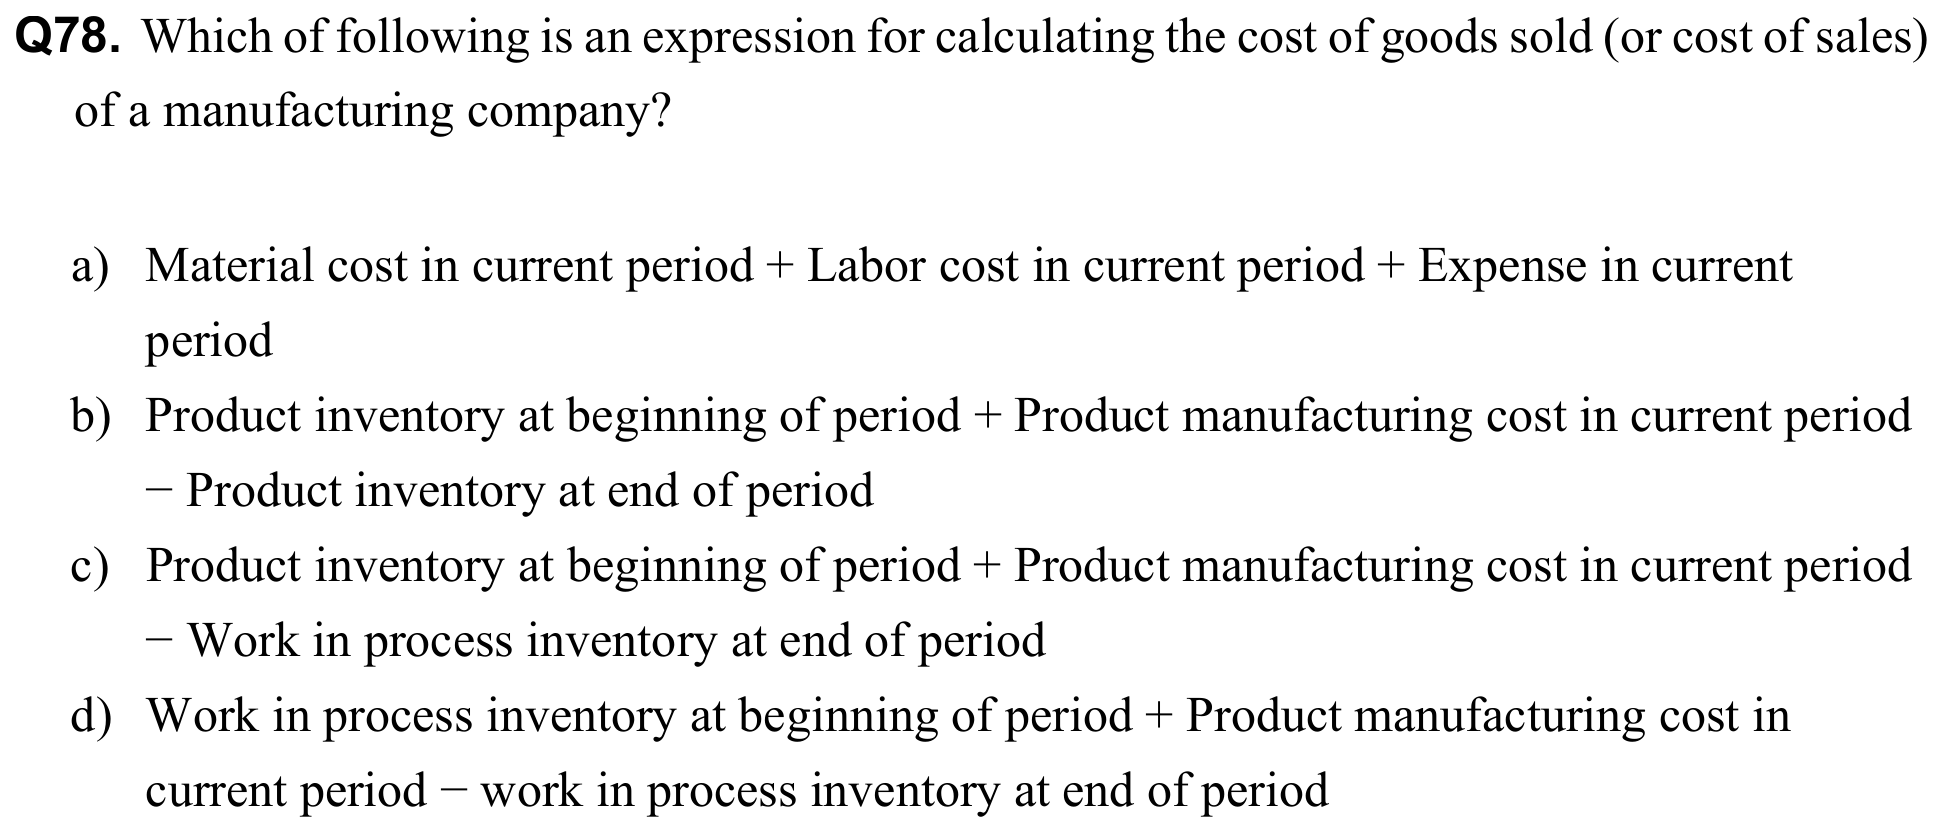 Q78. Which of following is an expression for calculating the cost of goods sold (or cost of sales)
of a manufacturing company?
a) Material cost in current period + Labor cost in current period + Expense in current
period
b) Product inventory at beginning of period + Product manufacturing cost in current period
− Product inventory at end of period
c) Product inventory at beginning of period + Product manufacturing cost in current period
− Work in process inventory at end of period
d) Work in process inventory at beginning of period + Product manufacturing cost in
current period − work in process inventory at end of period